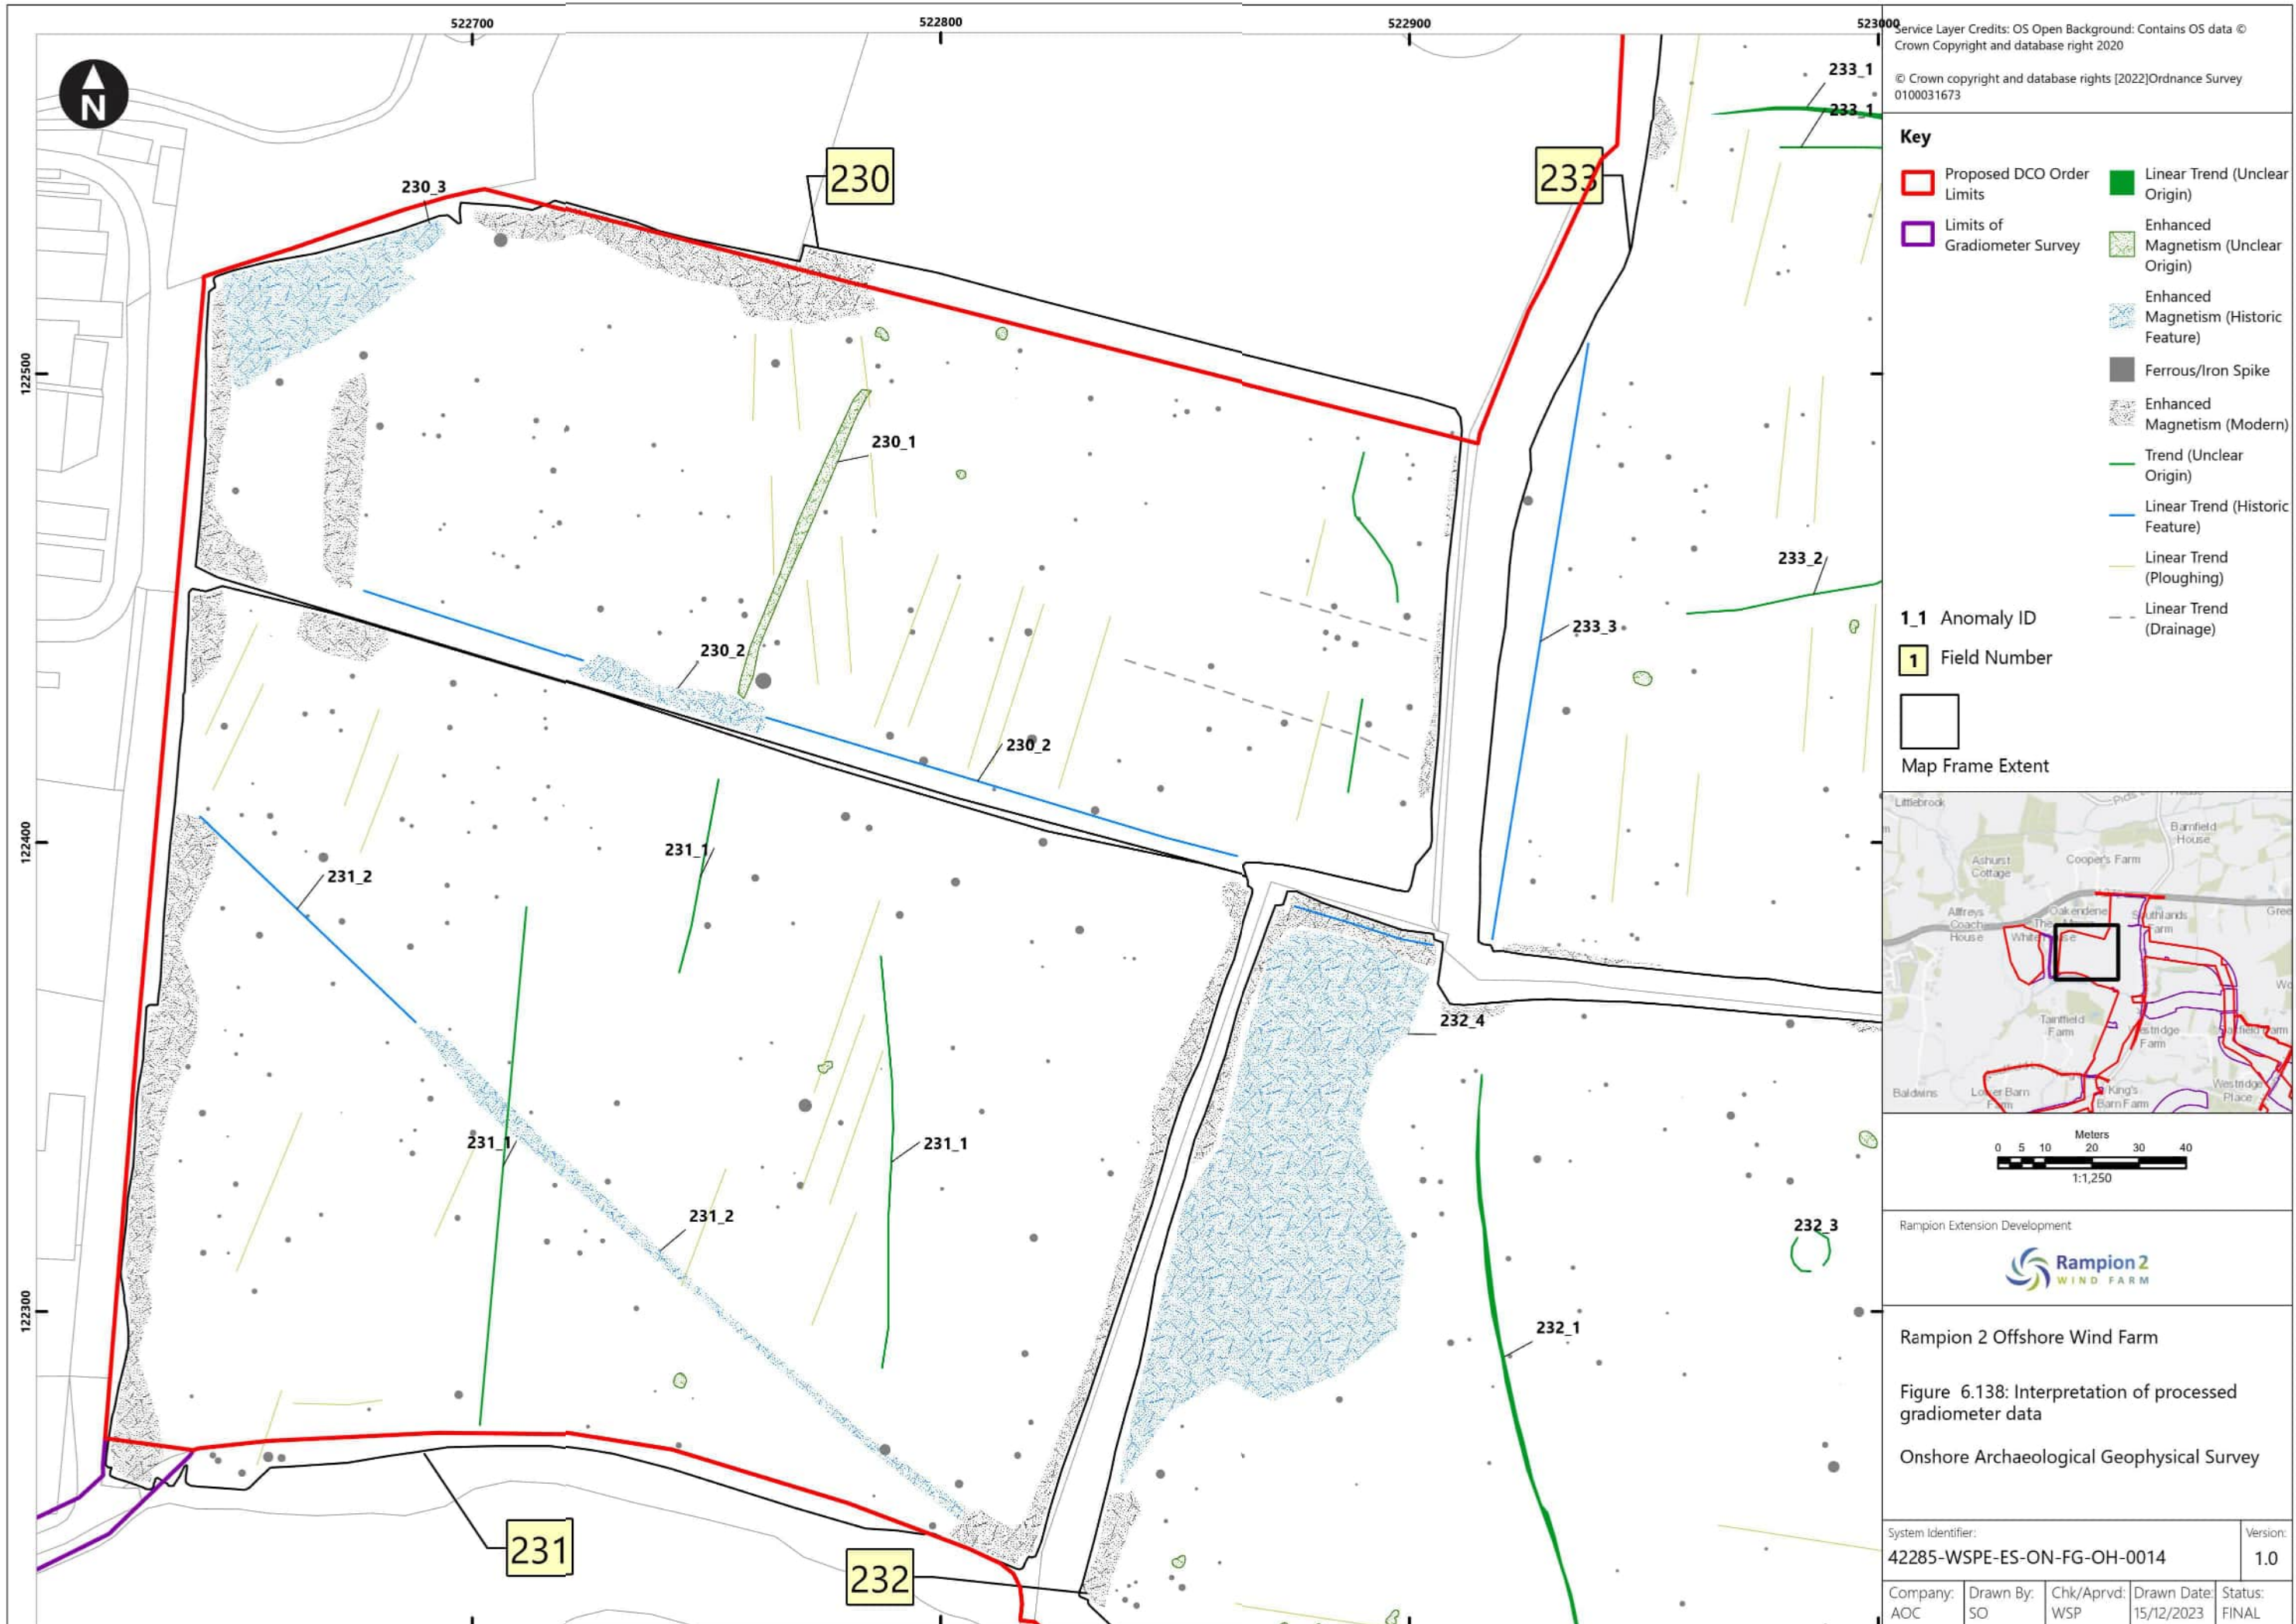 522700
522800
522900
523000
122500
122400
122300
N
230
233
231
232
230_3
230_1
230_2
230_2
233_1
233_1
233_2
233_3
231_1
231_2
231_1
231_1
231_2
232_4
232_3
232_1
Service Layer Credits: OS Open Background: Contains OS data ©
Crown Copyright and database right 2020
© Crown copyright and database rights [2022]Ordnance Survey
0100031673
Key
Proposed DCO Order
Limits
Limits of
Gradiometer Survey
Linear Trend (Unclear
Origin)
Enhanced
Magnetism (Unclear
Origin)
Enhanced
Magnetism (Historic
Feature)
Ferrous/Iron Spike
Enhanced
Magnetism (Modern)
Trend (Unclear
Origin)
Linear Trend (Historic
Feature)
Linear Trend
(Ploughing)
Linear Trend
(Drainage)
1_1 Anomaly ID
1 Field Number
Map Frame Extent
Littlebrook
Barnfield
House
Ashurst
Cottage
Cooper's Farm
Allfreys
Coach
House
Oakendene
Southlands
Farm
Gree
White House
Wo
Taintfield
Farm
Westridge
Farm
Baldwins
Lower Barn
Farm
King's
Barn Farm
Westridge
Place
Meters
0 5 10 20 30 40
1:1,250
Rampion Extension Development
Rampion 2
WIND FARM
Rampion 2 Offshore Wind Farm
Figure 6.138: Interpretation of processed
gradiometer data
Onshore Archaeological Geophysical Survey
System Identifier:
42285-WSPE-ES-ON-FG-OH-0014
Version:
1.0
Company:
AOC
Drawn By:
SO
Chk/Aprvd:
WSP
Drawn Date:
15/12/2023
Status:
FINAL